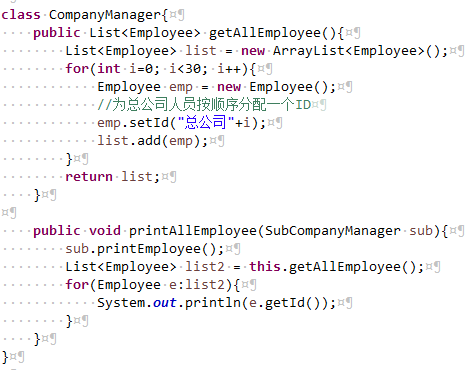 class CompanyManager{
    public List<Employee> getAllEmployee(){
        List<Employee> list = new ArrayList<Employee>();
        for(int i=0; i<30; i++){
            Employee emp = new Employee();
            //为总公司人员按顺序分配一个ID
            emp.setId("总公司"+i);
            list.add(emp);
        }
        return list;
    }

    public void printAllEmployee(SubCompanyManager sub){
        sub.printEmployee();
        List<Employee> list2 = this.getAllEmployee();
        for(Employee e:list2){
            System.out.println(e.getId());
        }
    }
}